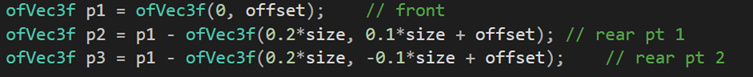 ofVec3f p1 = ofVec3f(0, offset);    // front
ofVec3f p2 = p1 - ofVec3f(0.2*size, 0.1*size + offset); // rear pt 1
ofVec3f p3 = p1 - ofVec3f(0.2*size, -0.1*size + offset);    // rear pt 2